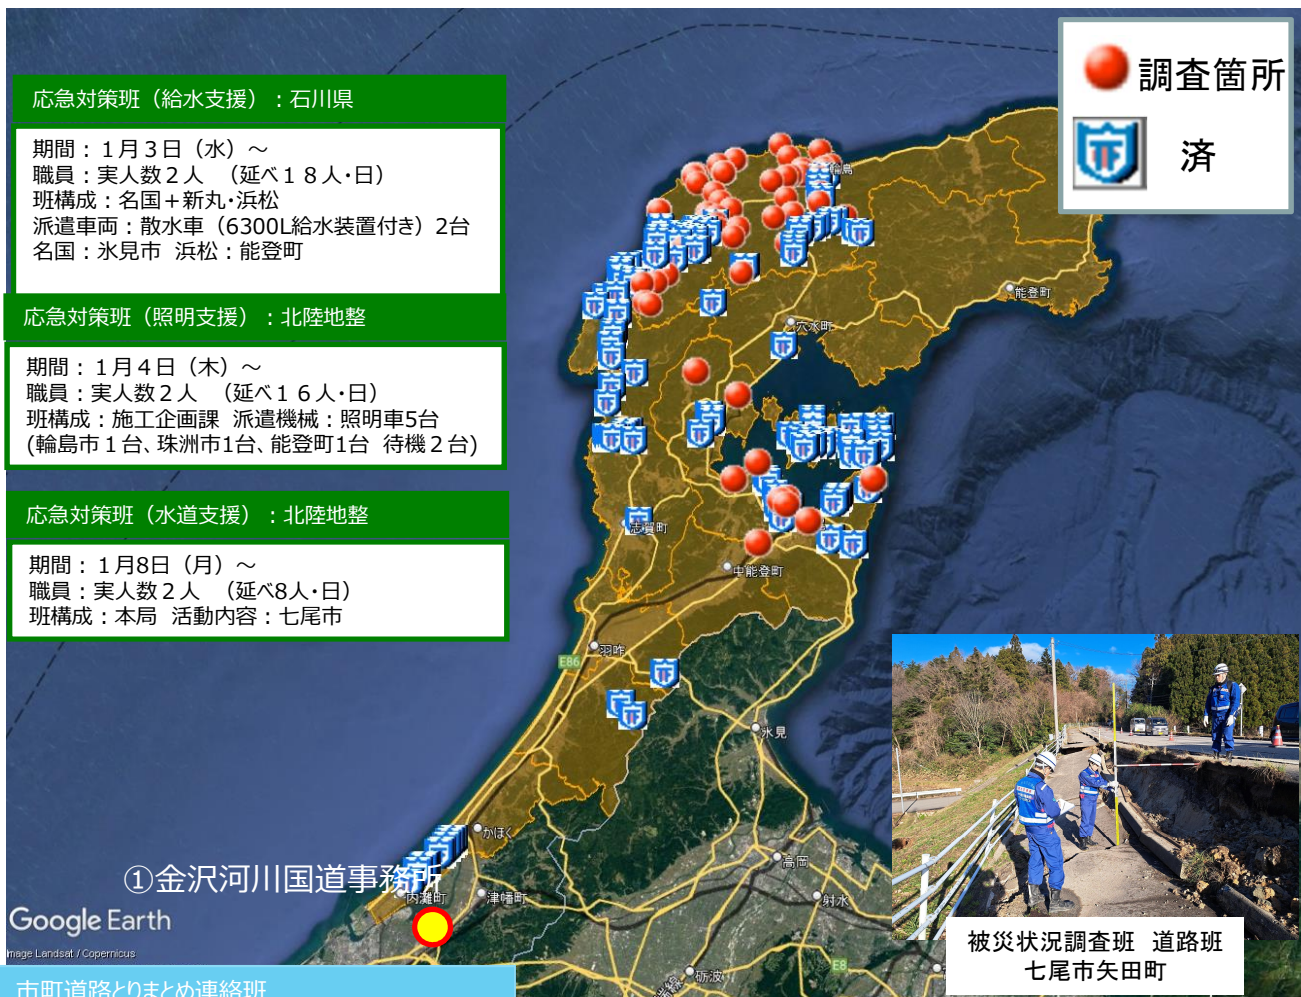 応急対策班（給水支援）：石川県
期間：１月３日（水）～
職員：実人数２人　（延べ１８人・日）
班構成：名国＋新丸・浜松
派遣車両：散水車（6300L給水装置付き）2台
名国：氷見市 浜松：能登町
応急対策班（照明支援）：北陸地整
期間：１月４日（木）～
職員：実人数２人　（延べ１６人・日）
班構成：施工企画課 派遣機械：照明車5台
(輪島市１台、珠洲市1台、能登町1台 待機２台)
応急対策班（水道支援）：北陸地整
期間：１月8日（月）～
職員：実人数２人　（延べ8人・日）
班構成：本局 活動内容：七尾市
調査箇所
済
輪島
能登町
穴水町
志賀町
中能登町
羽咋
E86
氷見
かほく
高岡
①金沢河川国道事務所
内灘町
津幡町
射水
Google Earth
Image Landsat / Copernicus
E8
砺波
被災状況調査班 道路班
七尾市矢田町
市町道路とりまとめ連絡班